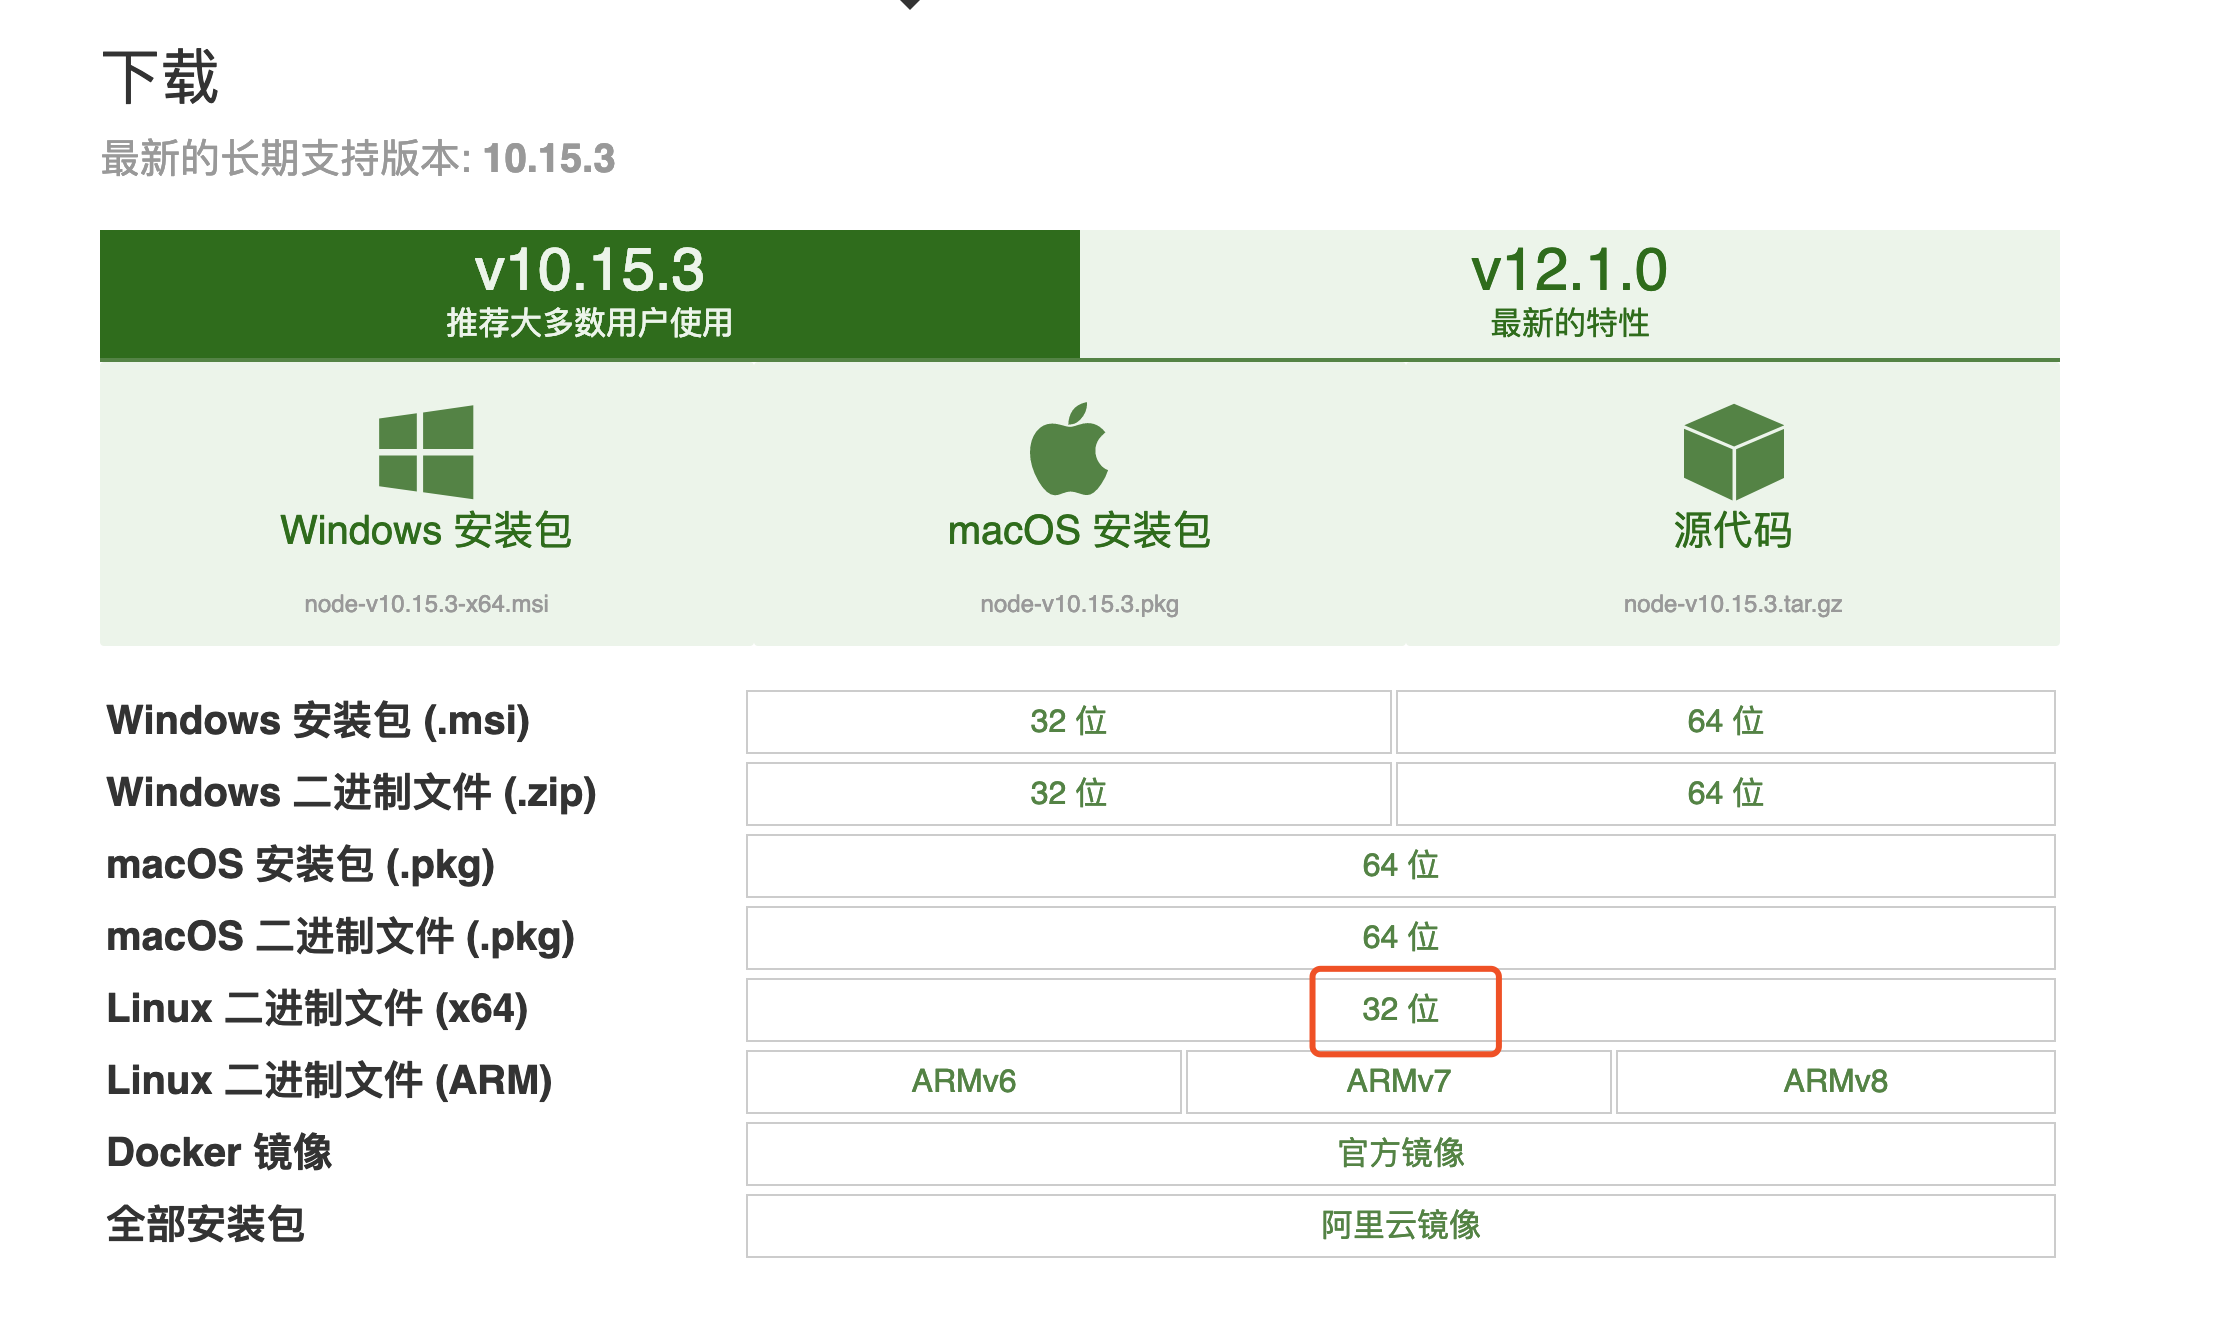 下载
最新的长期支持版本: 10.15.3
v10.15.3
推荐大多数用户使用
v12.1.0
最新的特性
Windows 安装包
node-v10.15.3-x64.msi
macOS 安装包
node-v10.15.3.pkg
源代码
node-v10.15.3.tar.gz
Windows 安装包 (.msi) 32 位 64 位
Windows 二进制文件 (.zip) 32 位 64 位
macOS 安装包 (.pkg) 64 位
macOS 二进制文件 (.pkg) 64 位
Linux 二进制文件 (x64) 32 位
Linux 二进制文件 (ARM) ARMv6 ARMv7 ARMv8
Docker 镜像 官方镜像
全部安装包 阿里云镜像